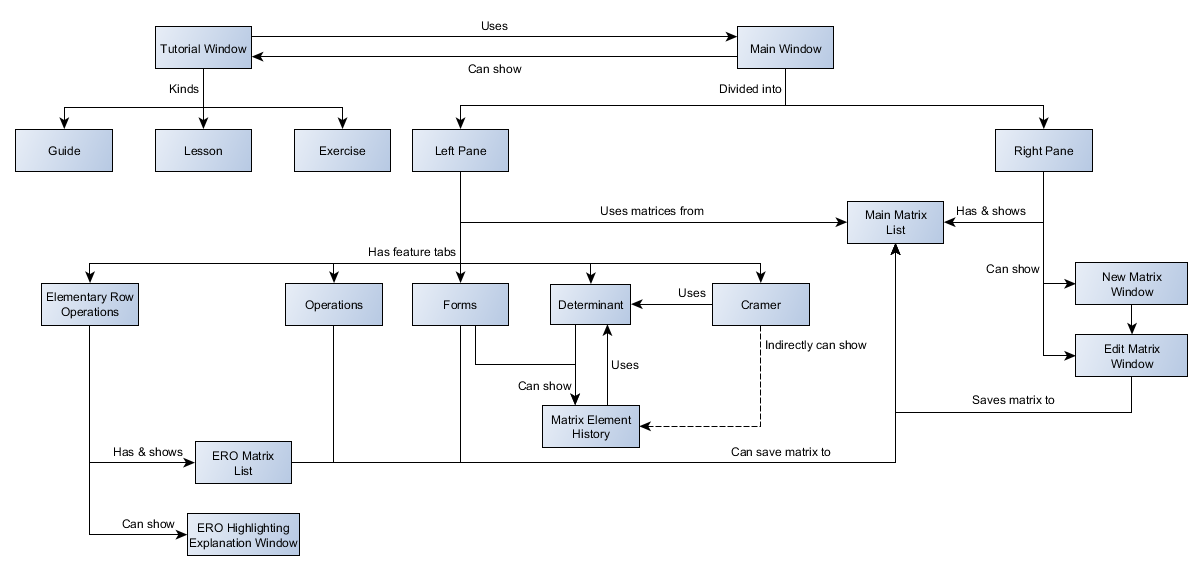 Uses
Tutorial Window
Main Window
Can show
Kinds
Divided into
Guide
Lesson
Exercise
Left Pane
Right Pane
Uses matrices from
Main Matrix
List
Has & shows
Has feature tabs
Can show
New Matrix
Window
Elementary Row
Operations
Operations
Forms
Determinant
Uses
Cramer
Indirectly can show
Edit Matrix
Window
Uses
Can show
Saves matrix to
Matrix Element
History
Has & shows
ERO Matrix
List
Can save matrix to
Can show
ERO Highlighting
Explanation Window